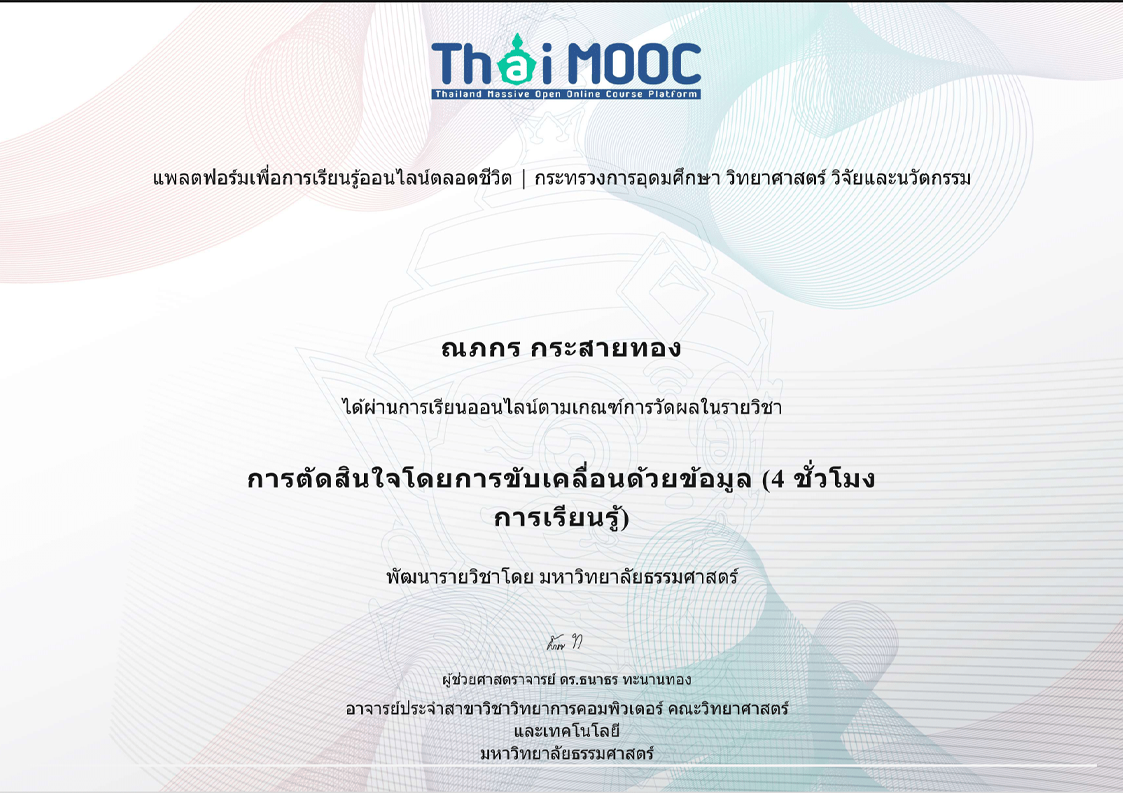 Thai MOOC
Thailand Massive Open Online Course Platform
แพลตฟอร์มเพื่อการเรียนรู้ออนไลน์ตลอดชีวิต | กระทรวงการอุดมศึกษา วิทยาศาสตร์ วิจัยและนวัตกรรม
ณภกร กระสายทอง
ได้ผ่านการเรียนออนไลน์ตามเกณฑ์การวัดผลในรายวิชา
การตัดสินใจโดยการขับเคลื่อนด้วยข้อมูล (4 ชั่วโมง
การเรียนรู้)
พัฒนารายวิชาโดย มหาวิทยาลัยธรรมศาสตร์
ผู้ช่วยศาสตราจารย์ ดร.ธนาธร ทะนานทอง
อาจารย์ประจำสาขาวิชาวิทยาการคอมพิวเตอร์ คณะวิทยาศาสตร์
และเทคโนโลยี
มหาวิทยาลัยธรรมศาสตร์